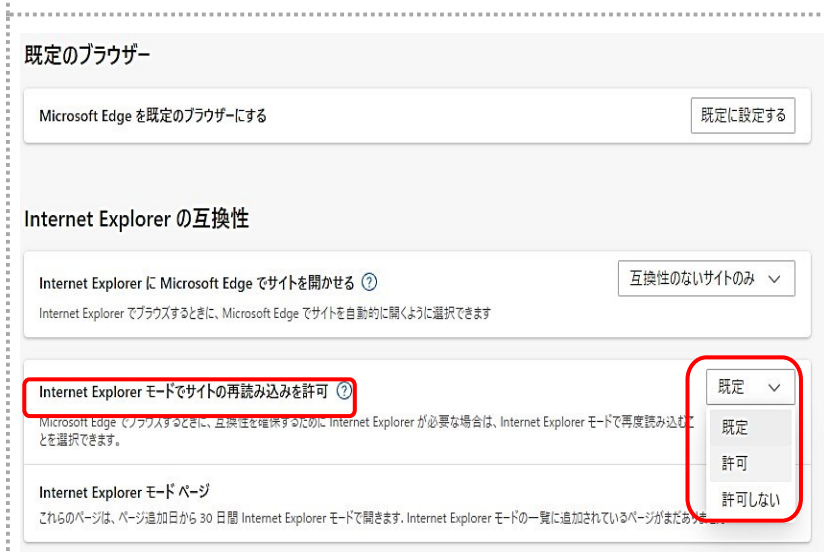 既定のブラウザー
Microsoft Edge を既定のブラウザーにする
既定に設定する
Internet Explorer の互換性
Internet Explorer に Microsoft Edge でサイトを開かせる
互換性のないサイトのみ
Internet Explorer でブラウズするときに、Microsoft Edge でサイトを自動的に開くように選択できます
Internet Explorer モードでサイトの再読み込みを許可
既定
Microsoft Edge でブラウズするときに、互換性を確保するために Internet Explorer が必要な場合は、Internet Explorer モードで再度読み込むこ
とを選択できます。
既定
許可
許可しない
Internet Explorer モード ページ
これらのページは、ページ追加日から 30 日間 Internet Explorer モードで開きます. Internet Explorer モードの一覧に追加されているページがまだ